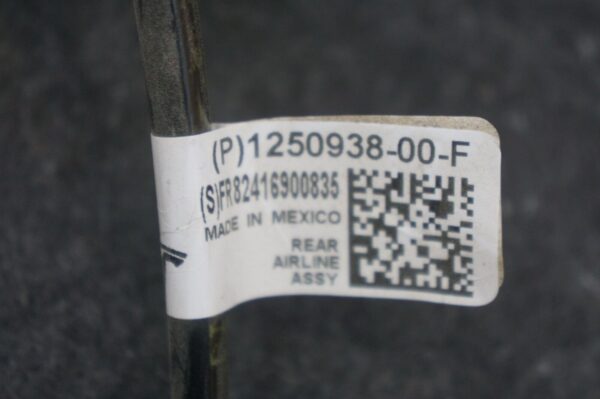 (P)1250938-00-F
(S)FR82416900835
MADE IN MEXICO
REAR
AIRLINE
ASSY